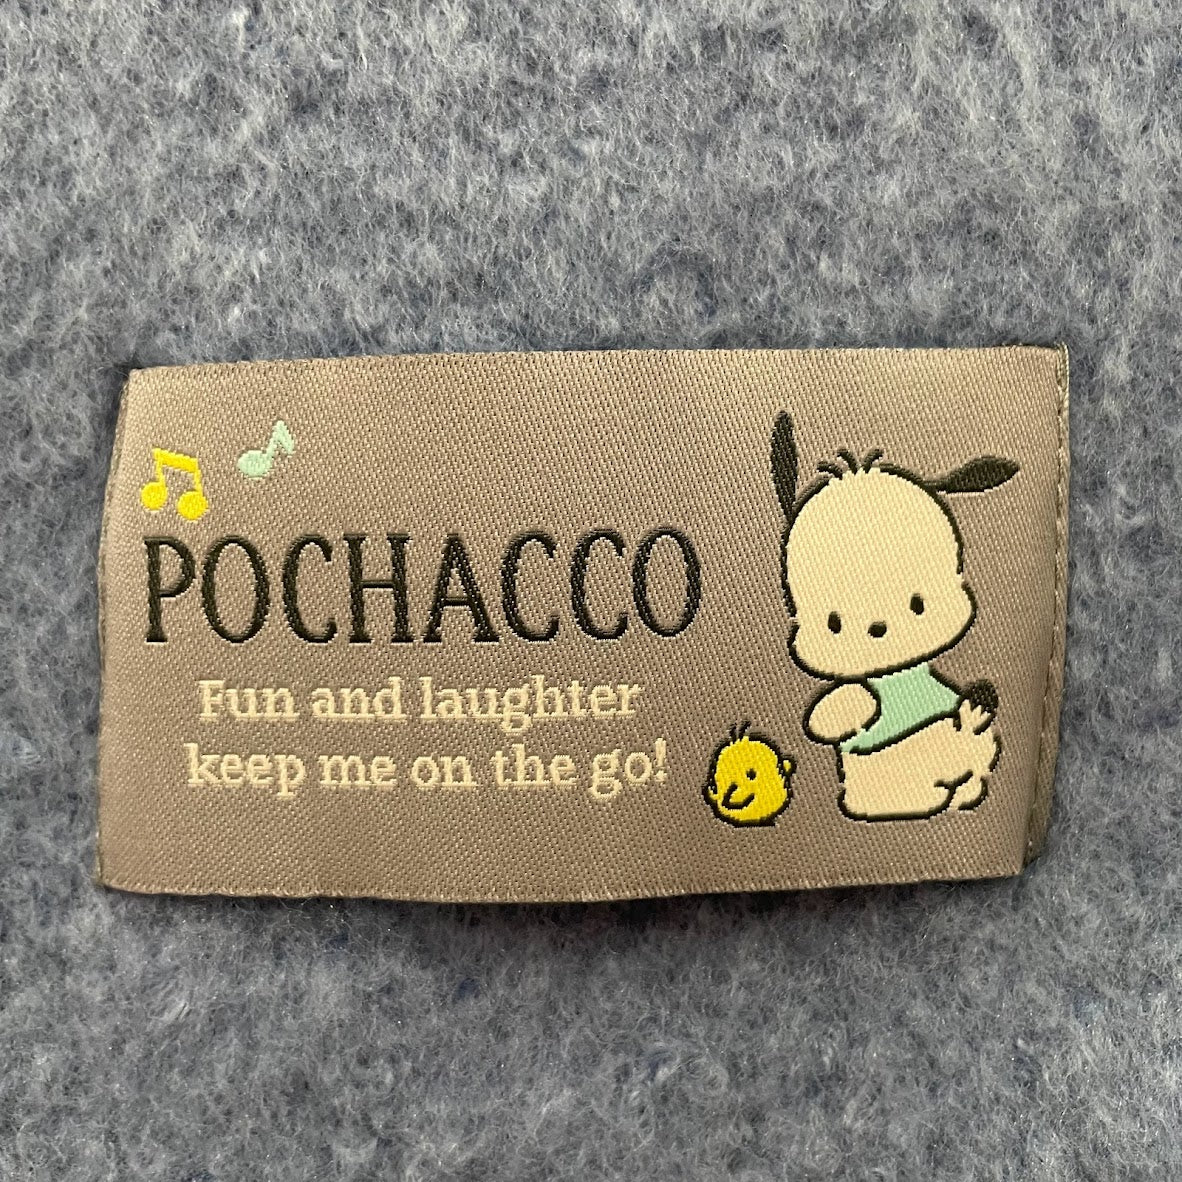 POCHACCO
Fun and laughter
keep me on the go!